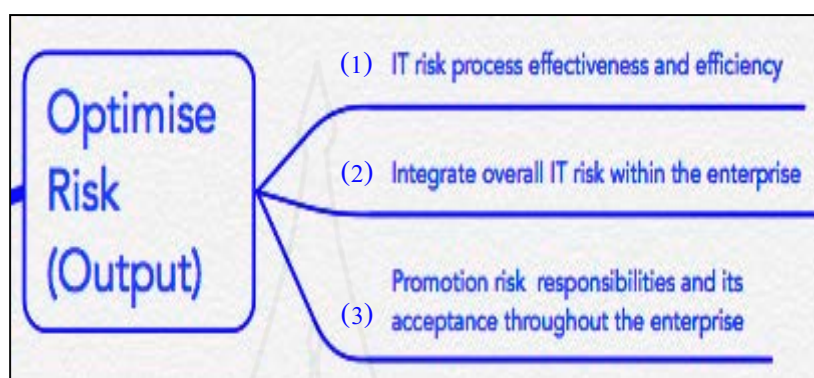 Optimise
Risk
(Output)
(1) IT risk process effectiveness and efficiency
(2) Integrate overall IT risk within the enterprise
(3) Promotion risk responsibilities and its
acceptance throughout the enterprise